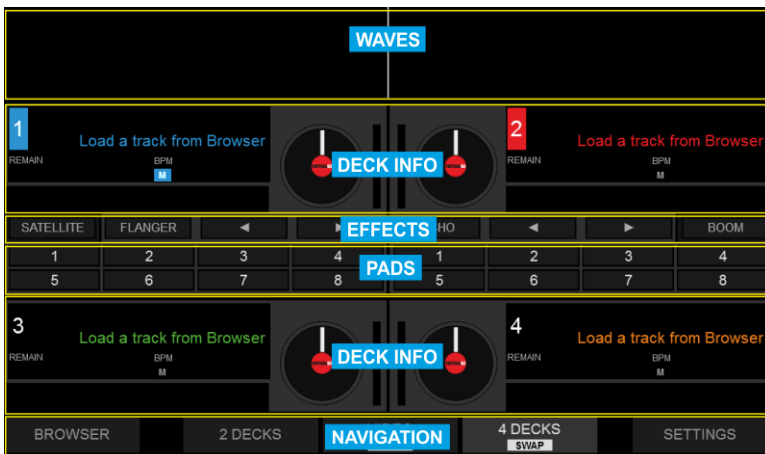 WAVES
1
Load a track from Browser
REMAIN
BPM
M
DECK INFO
2
Load a track from Browser
REMAIN
BPM
M
SATELLITE FLANGER ◀ ▶ EFFECTS HO ◀ ▶ BOOM
1 2 3 4 1 2 3 4
PADS
5 6 7 8 5 6 7 8
3
Load a track from Browser
REMAIN
BPM
M
DECK INFO
4
Load a track from Browser
REMAIN
BPM
M
BROWSER 2 DECKS NAVIGATION 4 DECKS SETTINGS
SWAP